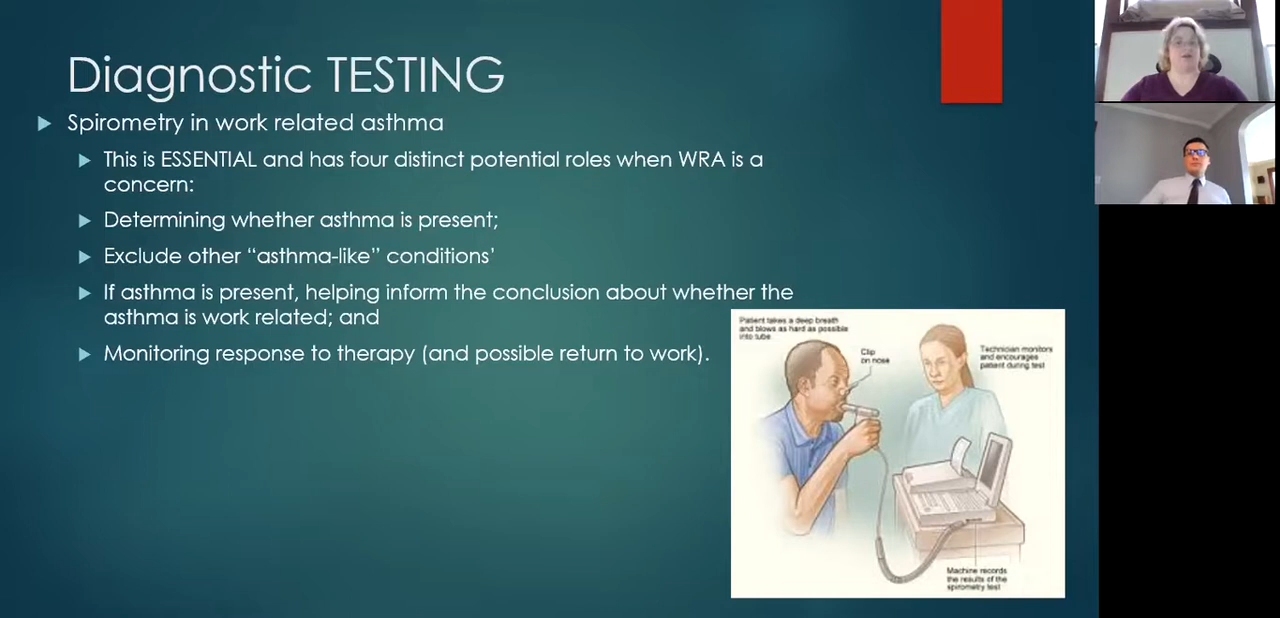 Diagnostic TESTING
Spirometry in work related asthma
This is ESSENTIAL and has four distinct potential roles when WRA is a
concern:
Determining whether asthma is present;
Exclude other “asthma-like” conditions’
If asthma is present, helping inform the conclusion about whether the
asthma is work related; and
Monitoring response to therapy (and possible return to work).
Patient takes a deep breath
and blows as hard as possible
into tube
Clip
on nose
Technician monitors
and encourages
patient during test
Machine records
the results of the
spirometry test